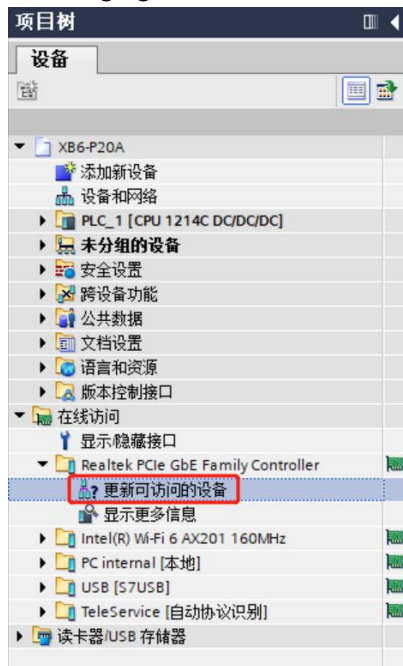 项目树
设备
XB6-P20A
添加新设备
设备和网络
PLC_1 [CPU 1214C DC/DC/DC]
未分组的设备
安全设置
跨设备功能
公共数据
文档设置
语言和资源
版本控制接口
在线访问
显示/隐藏接口
Realtek PCIe GbE Family Controller
更新可访问的设备
显示更多信息
Intel(R) Wi-Fi 6 AX201 160MHz
PC internal [本地]
USB [S7USB]
TeleService [自动协议识别]
读卡器/USB 存储器